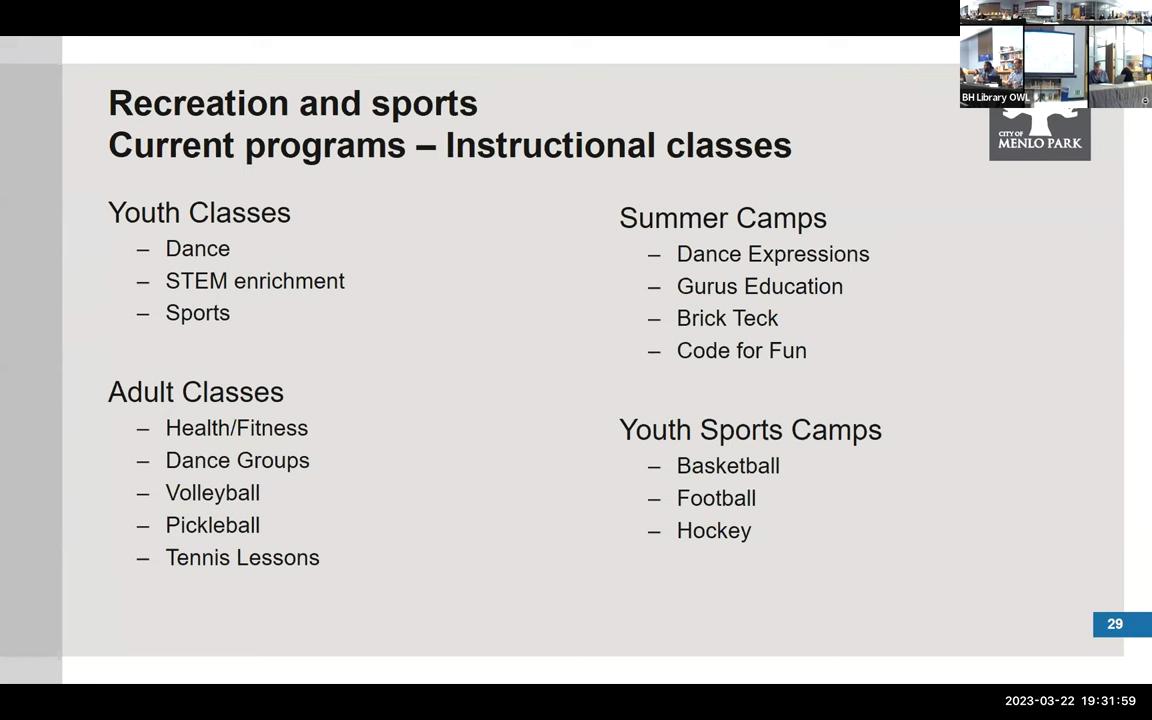 Recreation and sports
Current programs – Instructional classes
Youth Classes
– Dance
– STEM enrichment
– Sports
Adult Classes
– Health/Fitness
– Dance Groups
– Volleyball
– Pickleball
– Tennis Lessons
Summer Camps
– Dance Expressions
– Gurus Education
– Brick Teck
– Code for Fun
Youth Sports Camps
– Basketball
– Football
– Hockey
BH Library OWL
CITY OF
MENLO PARK
29
2023-03-22 19:31:59